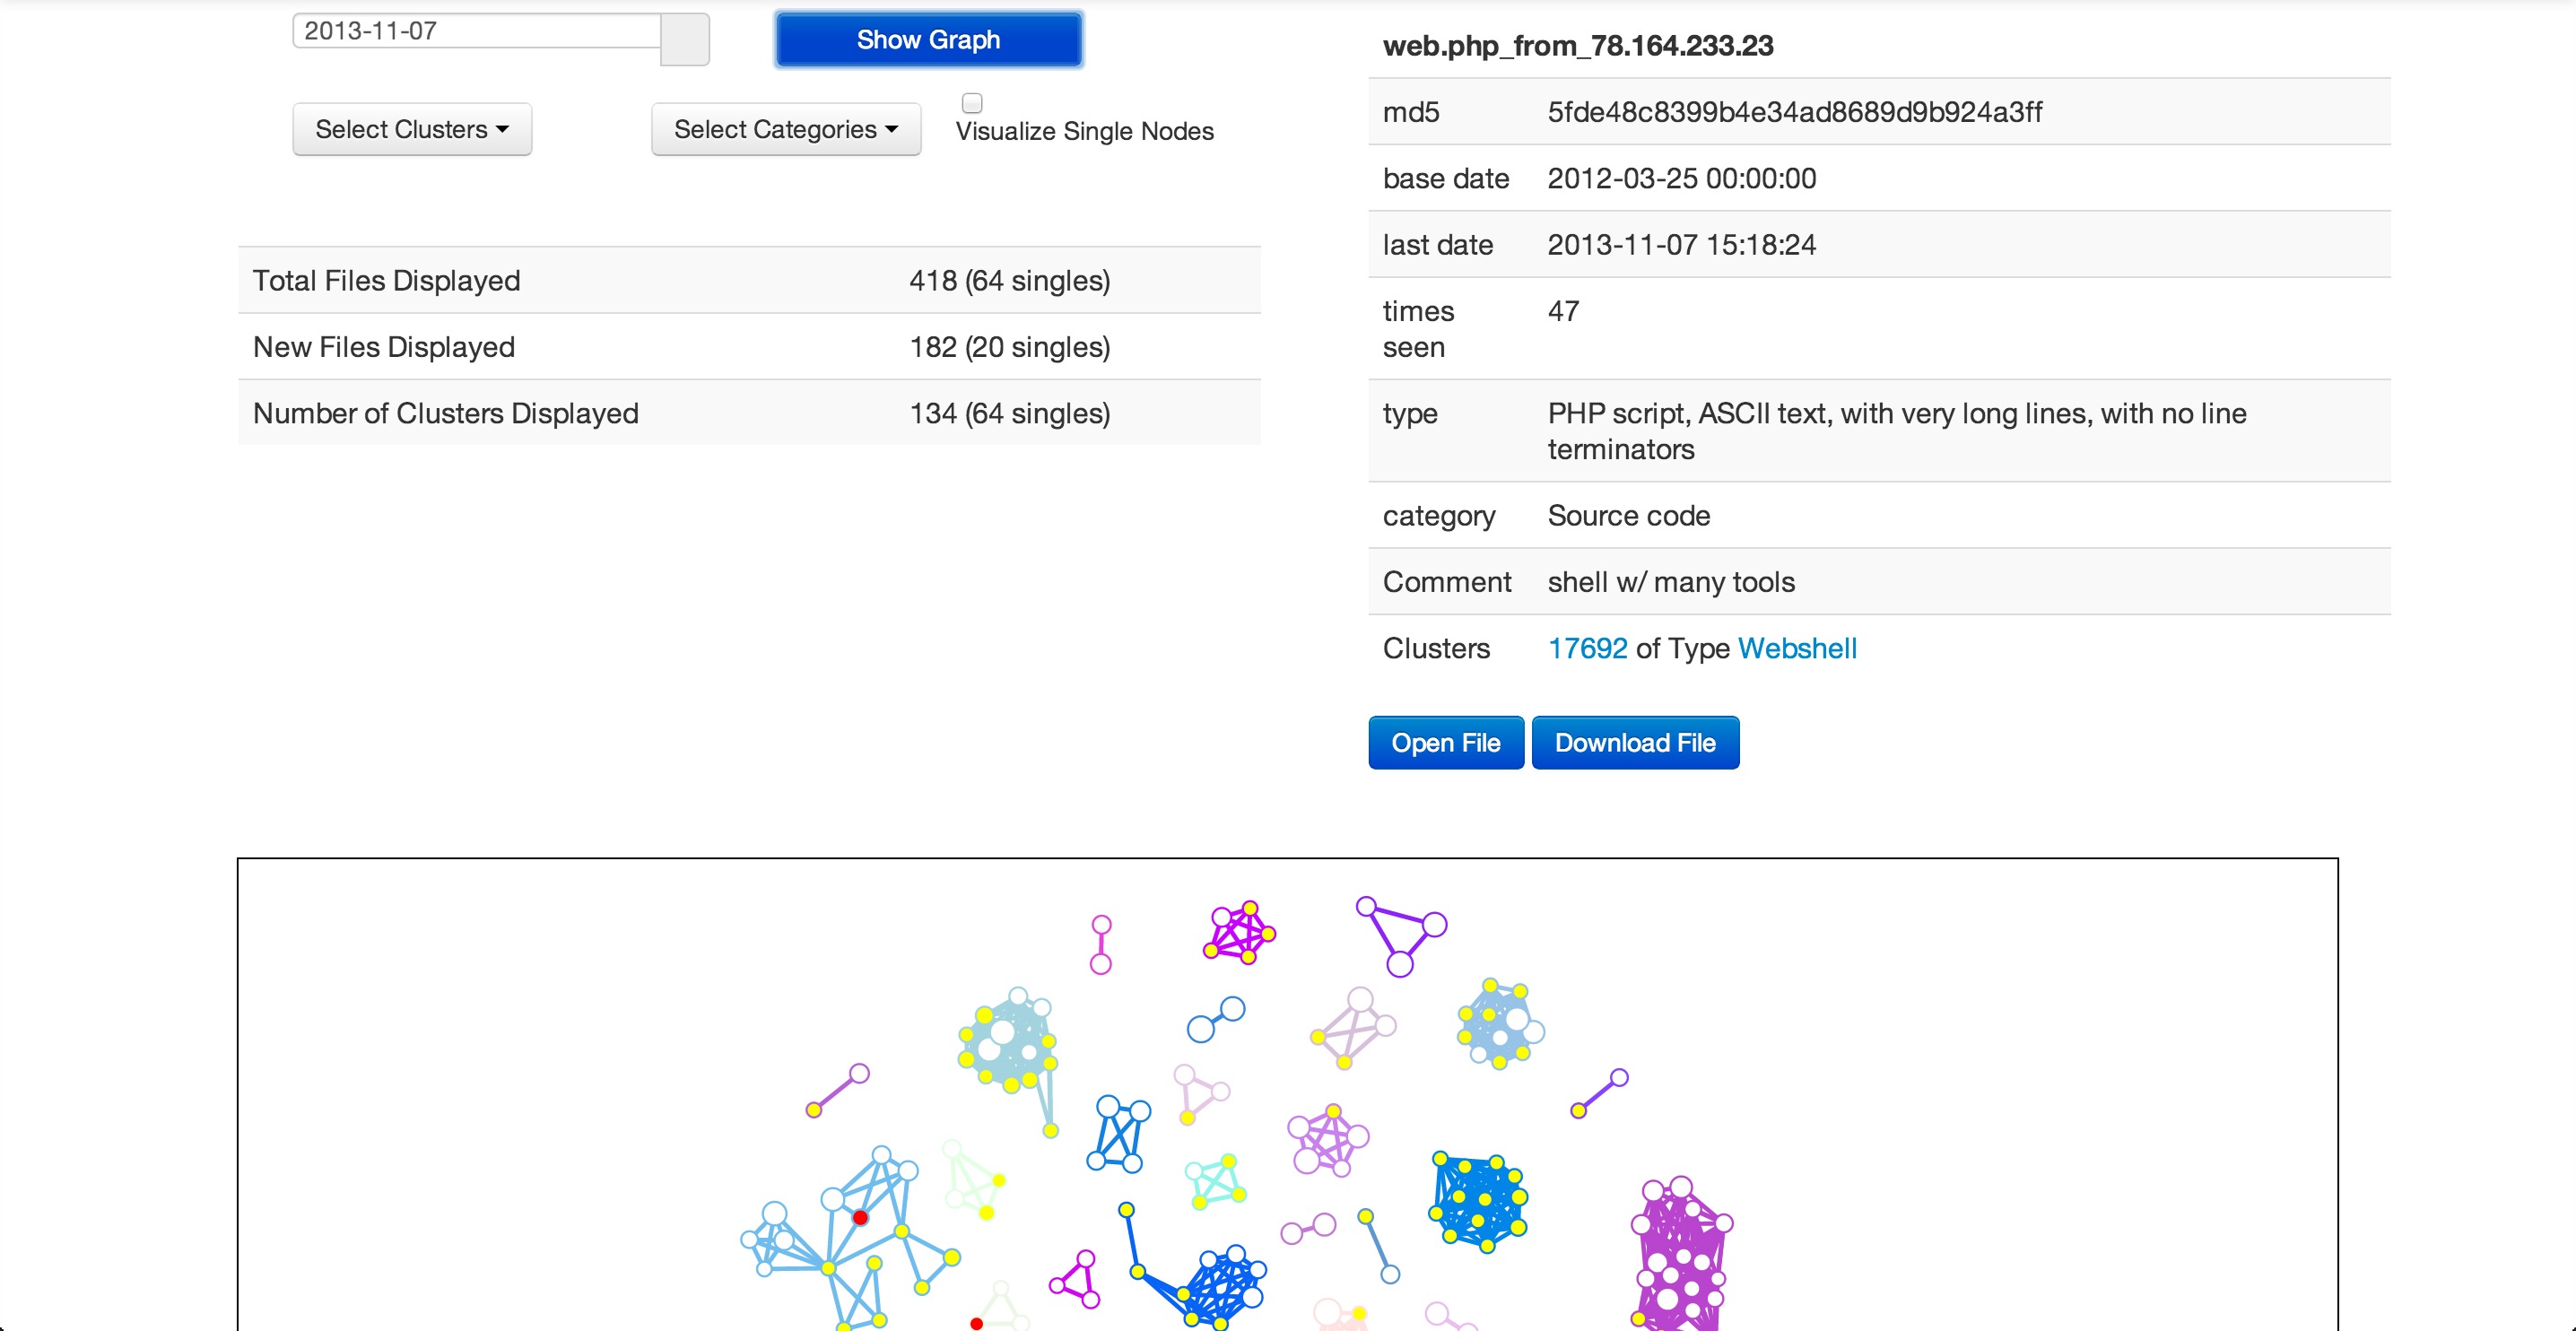 2013-11-07
Show Graph
Select Clusters
Select Categories
Visualize Single Nodes
Total Files Displayed 418 (64 singles)
New Files Displayed 182 (20 singles)
Number of Clusters Displayed 134 (64 singles)
web.php_from_78.164.233.23
md5 5fde48c8399b4e34ad8689d9b924a3ff
base date 2012-03-25 00:00:00
last date 2013-11-07 15:18:24
times seen 47
type PHP script, ASCII text, with very long lines, with no line
terminators
category Source code
Comment shell w/ many tools
Clusters 17692 of Type Webshell
Open File
Download File